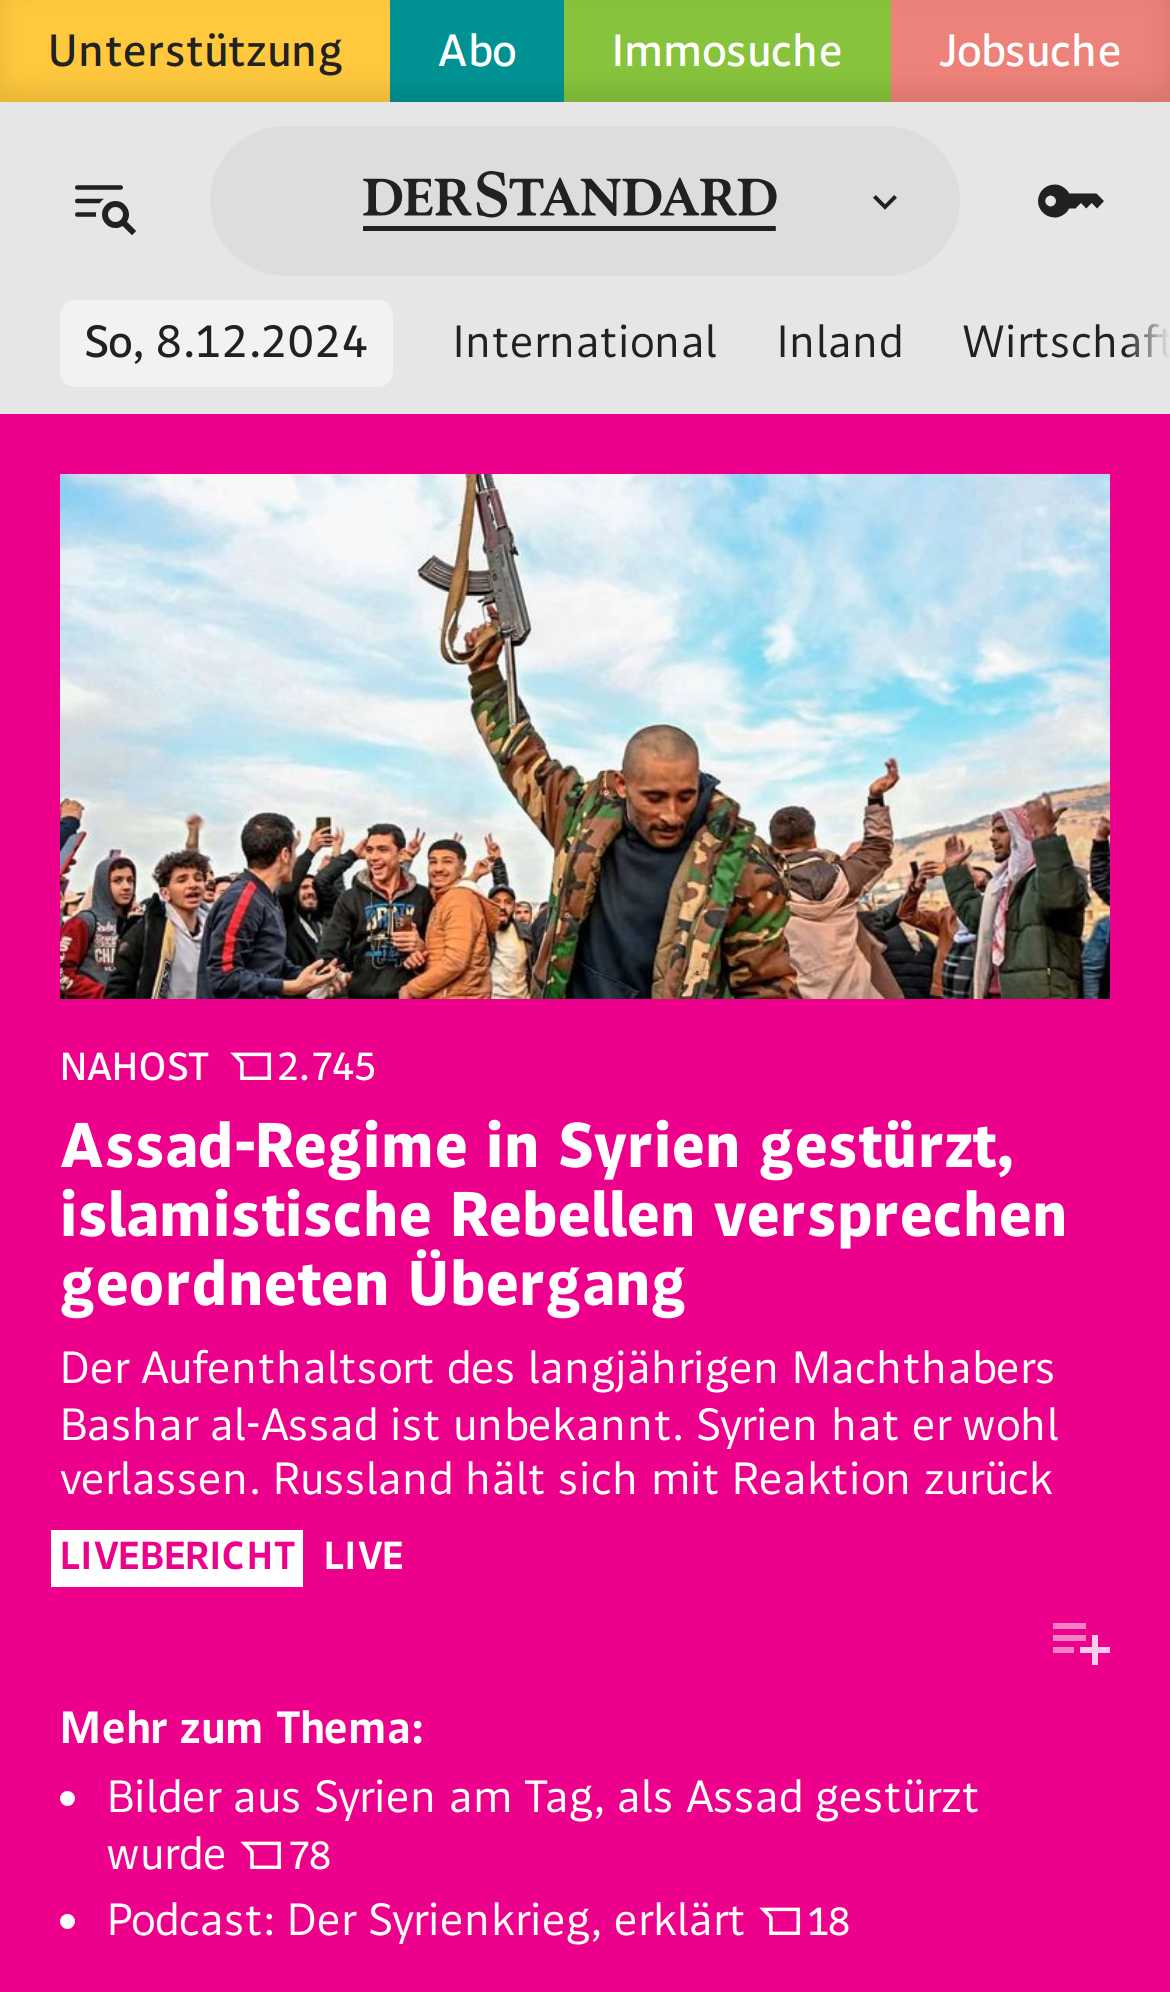 Unterstützung Abo Immosuche Jobsuche
DERSTANDARD
So, 8.12.2024 International Inland Wirtschaft
NAHOST 2.745
Assad-Regime in Syrien gestürzt,
islamistische Rebellen versprechen
geordneten Übergang
Der Aufenthaltsort des langjährigen Machthabers
Bashar al-Assad ist unbekannt. Syrien hat er wohl
verlassen. Russland hält sich mit Reaktion zurück
LIVEBERICHT LIVE
Mehr zum Thema:
• Bilder aus Syrien am Tag, als Assad gestürzt
wurde 78
• Podcast: Der Syrienkrieg, erklärt 18